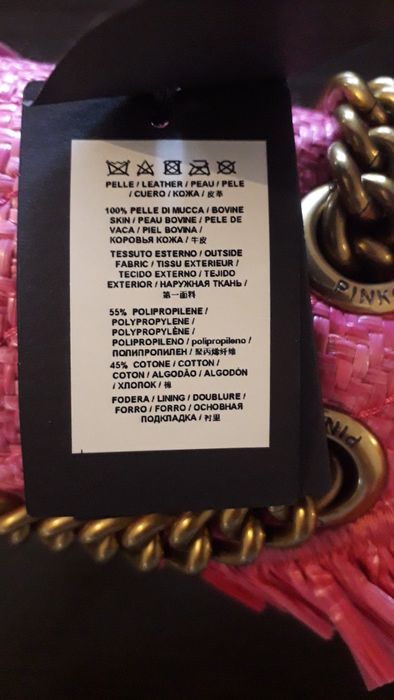 PELLE / LEATHER / PEAU / PELE
/ CUERO / КОЖА / 皮革
100% PELLE DI MUCCA / BOVINE
SKIN / PEAU BOVINE / PELE DE
VACA / PIEL BOVINA /
КОРОВЬЯ КОЖА / 牛皮
TESSUTO ESTERNO / OUTSIDE
FABRIC / TISSU EXTERIEUR /
TECIDO EXTERNO / TEJIDO
EXTERIOR / НАРУЖНАЯ ТКАНЬ /
第一面料
55% POLIPROPILENE /
POLYPROPYLENE /
POLYPROPYLÈNE /
POLIPROPILENO / polipropileno /
ПОЛИПРОПИЛЕН / 聚丙烯纤维
45% COTONE / COTTON /
COTON / ALGODÃO / ALGODÓN
/ ХЛОПОК / 棉
FODERA / LINING / DOUBLURE /
FORRO / FORRO / ОСНОВНАЯ
ПОДКЛАДКА / 衬里
PINK
PIN